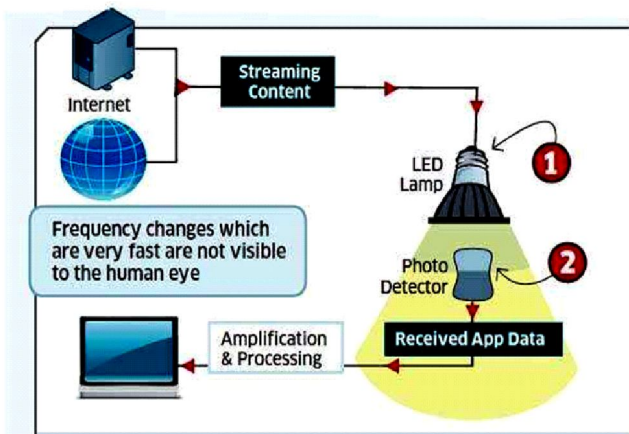 Streaming
Content
Internet
1
LED
Lamp
Frequency changes which
are very fast are not visible
to the human eye
2
Photo
Detector
Amplification
& Processing
Received App Data